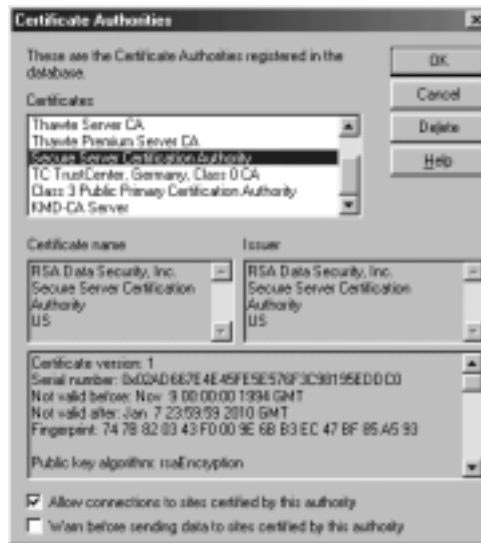 Certificate Authorities
These are the Certificate Authorities registered in the
database.
OK
Cancel
Delete
Help
Certificates
Thawte Server CA
Thawte Premium Server CA
Secure Server Certification Authority
TC TrustCenter, Germany, Class 0 CA
Class 3 Public Primary Certification Authority
KMD-CA Server
Certificate name
RSA Data Security, Inc.
Secure Server Certification
Authority
US
Issuer
RSA Data Security, Inc.
Secure Server Certification
Authority
US
Certificate version: 1
Serial number: 0x02AD667E4E45FE5E576F3C98195EDDC0
Not valid before: Nov 9 00:00:00 1994 GMT
Not valid after: Jan 7 23:59:59 2010 GMT
Fingerprint: 74 7B 82 03 43 F0 00 9E 6B B3 EC 47 BF 85 A5 93
Public key algorithm: rsaEncryption
Allow connections to sites certified by this authority
Warn before sending data to sites certified by this authority